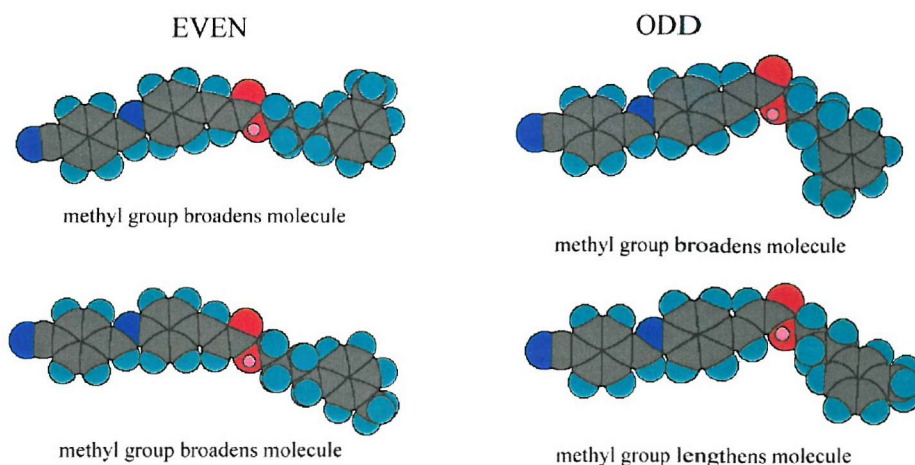 EVEN
ODD
methyl group broadens molecule
methyl group broadens molecule
methyl group broadens molecule
methyl group lengthens molecule